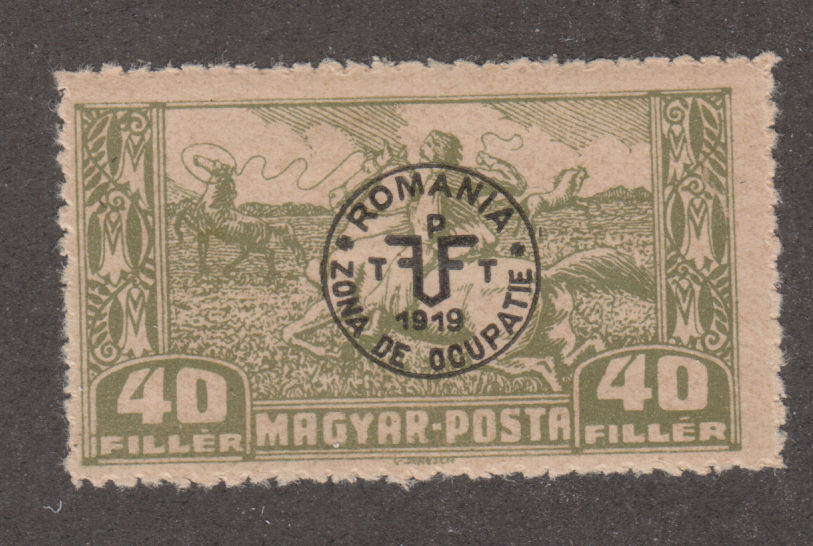 ROMANIA
P
T T
1919
ZONA DE OCUPATIE
40 FILLÉR
MAGYAR-POSTA
40 FILLÉR